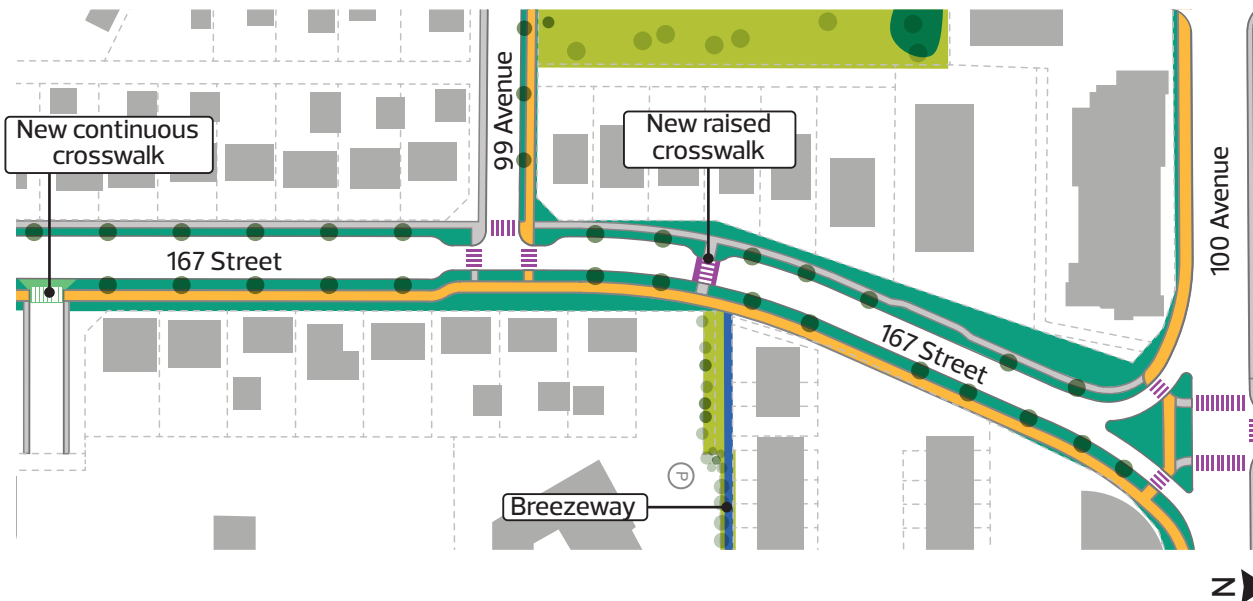 99 Avenue
New continuous
crosswalk
New raised
crosswalk
100 Avenue
167 Street
167 Street
P
Breezeway
N